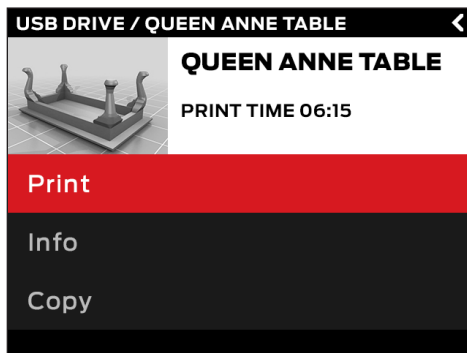 USB DRIVE / QUEEN ANNE TABLE
QUEEN ANNE TABLE
PRINT TIME 06:15
Print
Info
Copy